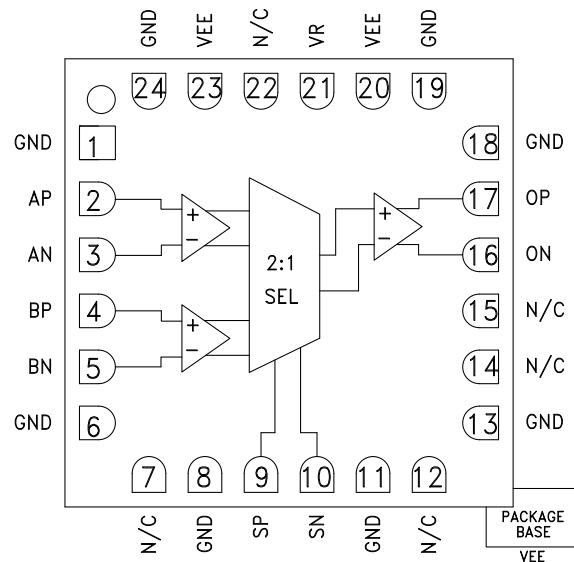 GND VEE N/C VR VEE GND
24 23 22 21 20 19
GND 1 18 GND
AP 2 + + 17 OP
AN 3 − − 16 ON
2:1
SEL
BP 4 + 15 N/C
BN 5 − 14 N/C
GND 6 13 GND
7 8 9 10 11 12
N/C GND SP SN GND N/C
PACKAGE
BASE
VEE